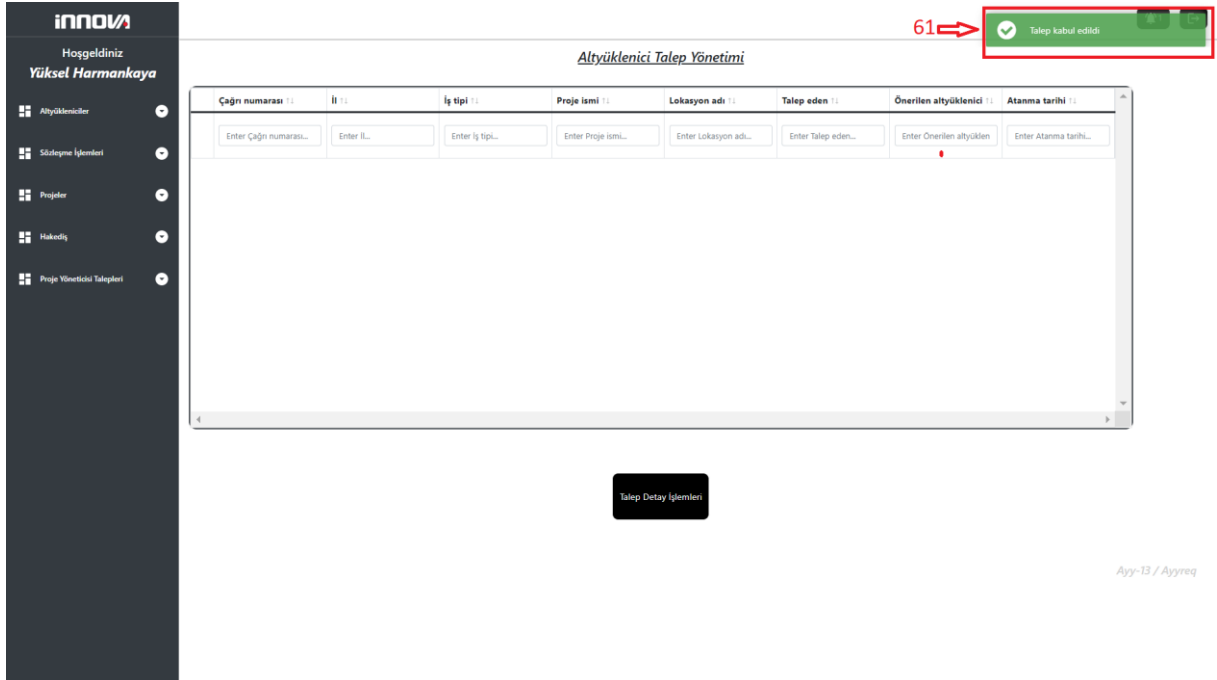 iNNOVA
Hoşgeldiniz
Yüksel Harmankaya
Altyükleniciler
Sözleşme İşlemleri
Projeler
Hakediş
Proje Yöneticisi Talepleri
61
Talep kabul edildi
Altyüklenici Talep Yönetimi
Çağrı numarası İl İş tipi Proje ismi Lokasyon adı Talep eden Önerilen altyüklenici Atanma tarihi
Enter Çağrı numarası... Enter İl... Enter İş tipi... Enter Proje ismi... Enter Lokasyon adı... Enter Talep eden... Enter Önerilen altyüklen Enter Atanma tarihi...
Talep Detay İşlemleri
Ayy-13 / Ayyreq